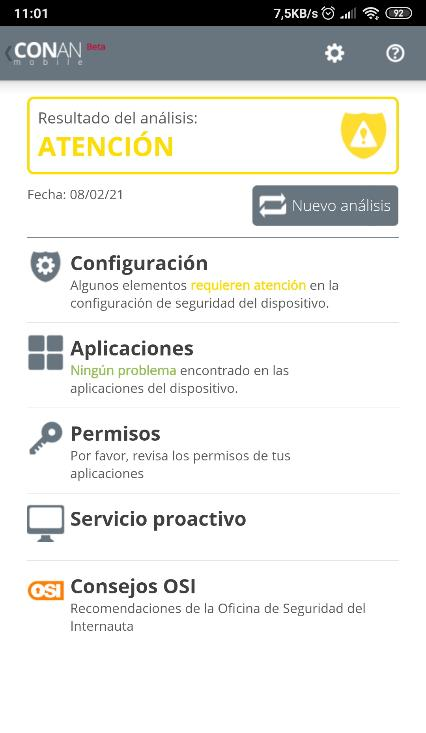 11:01 7,5KB/s 92
CONAN Beta
mobile
Resultado del análisis:
ATENCIÓN
Fecha: 08/02/21
Nuevo análisis
Configuración
Algunos elementos requieren atención en la
configuración de seguridad del dispositivo.
Aplicaciones
Ningún problema encontrado en las
aplicaciones del dispositivo.
Permisos
Por favor, revisa los permisos de tus
aplicaciones
Servicio proactivo
OSI Consejos OSI
Recomendaciones de la Oficina de Seguridad del
Internauta